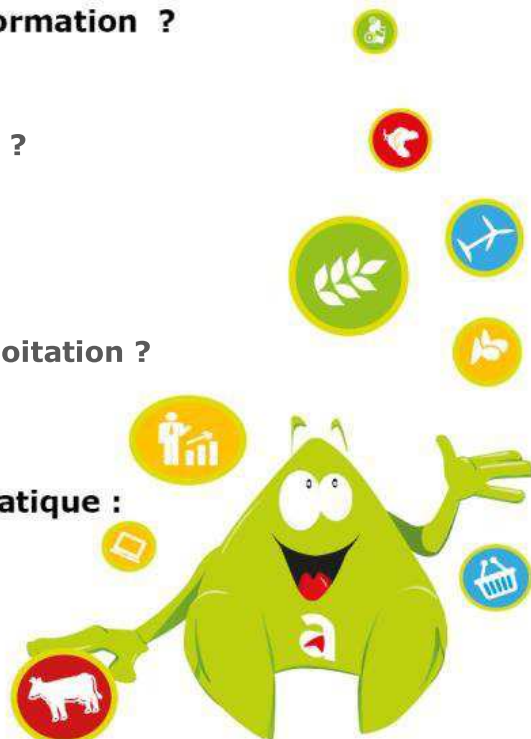 ormation ?
?
oitation ?
atique :
a